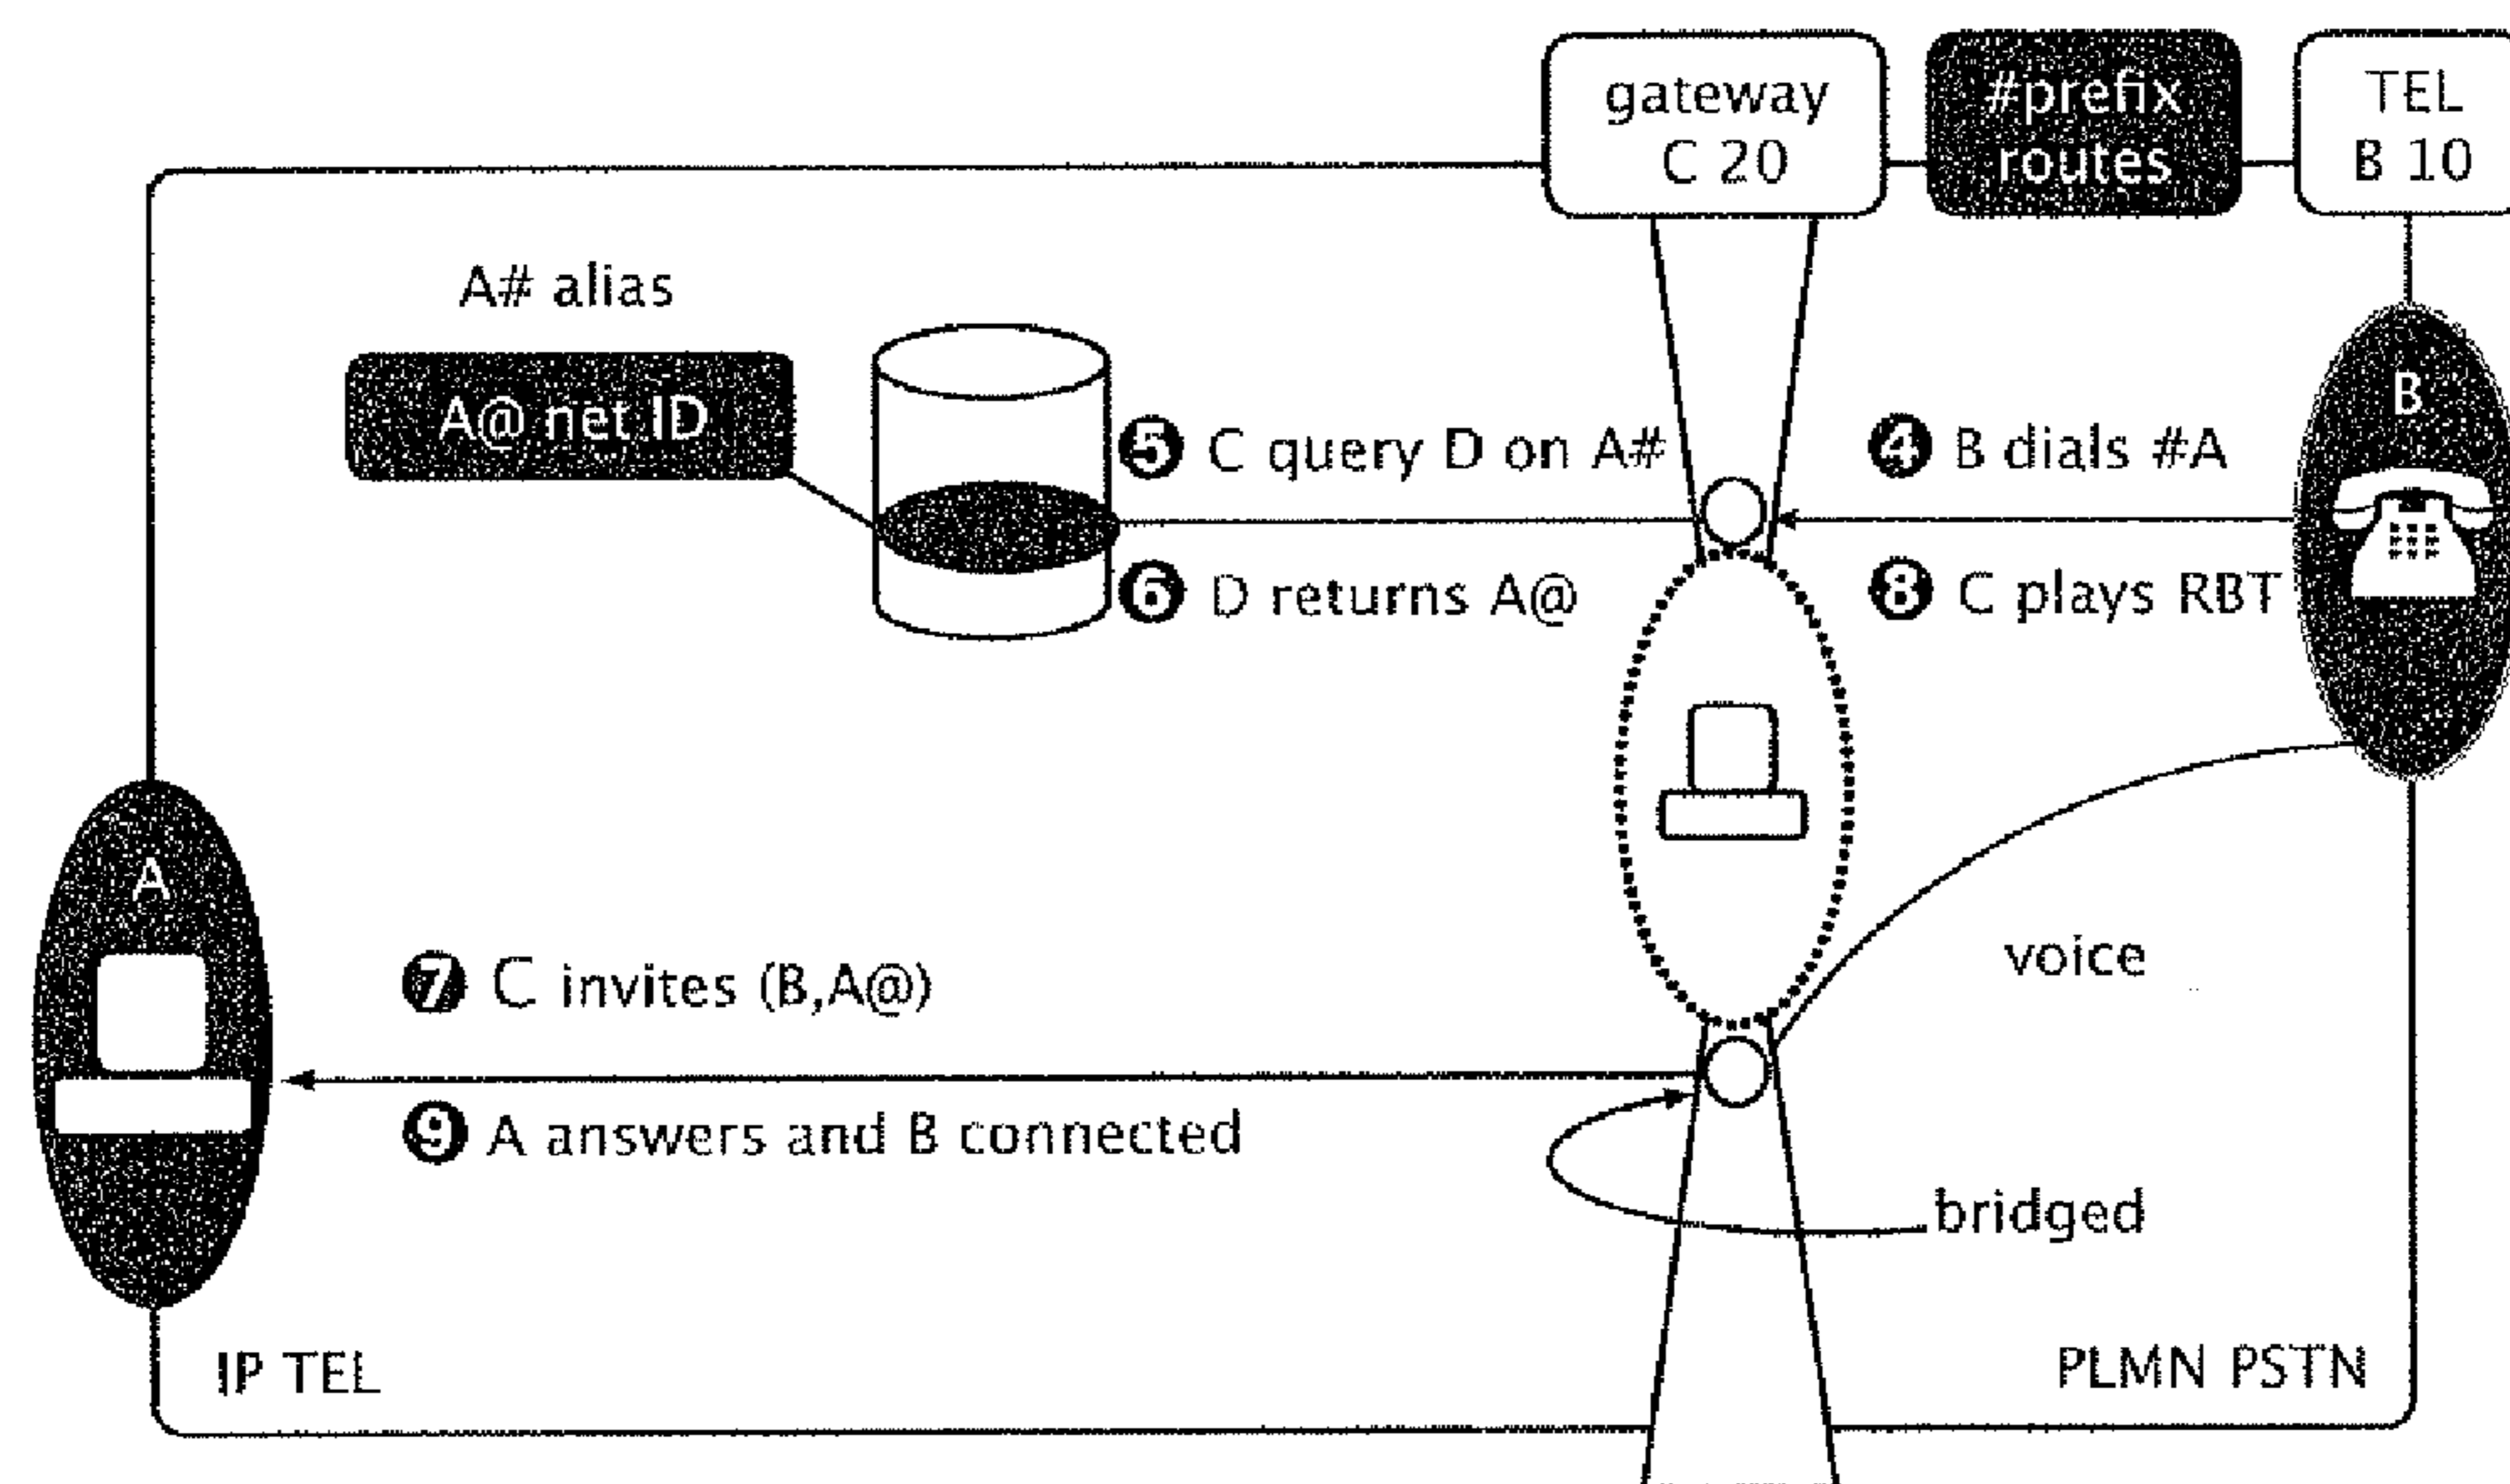 gateway
C 20
#prefix
routes
TEL
B 10
A# alias
A@ net ID
B
5 C query D on A#
4 B dials #A
6 D returns A@
8 C plays RBT
A
7 C invites (B,A@)
voice
9 A answers and B connected
bridged
IP TEL
PLMN PSTN